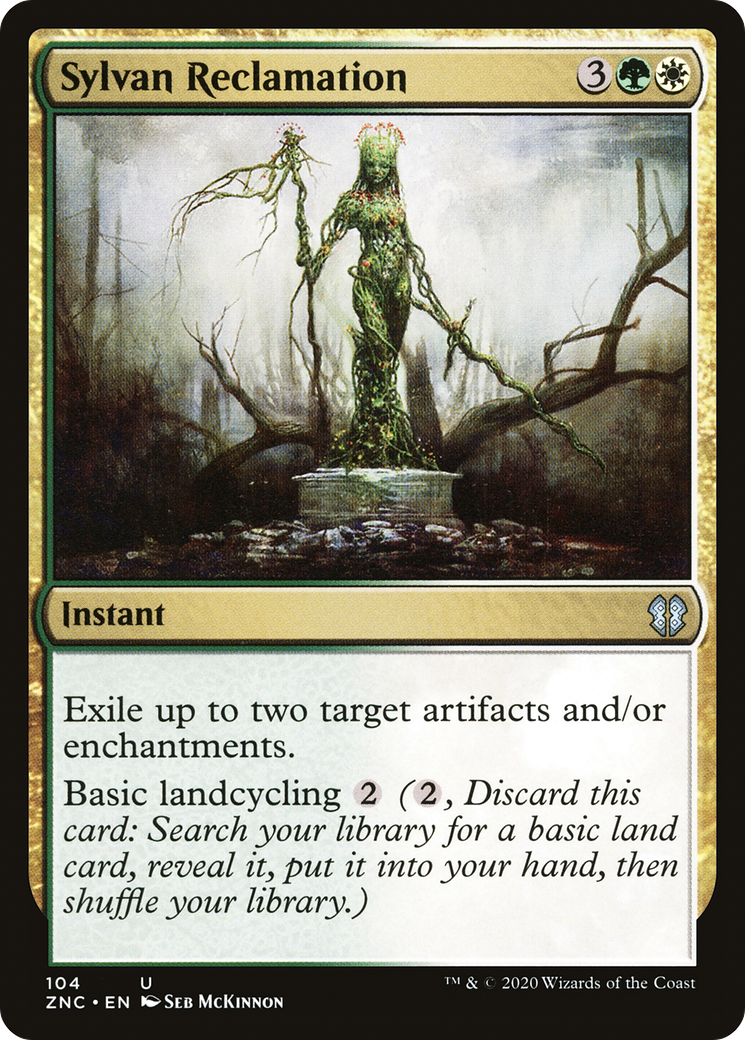 Sylvan Reclamation 3
Instant
Exile up to two target artifacts and/or
enchantments.
Basic landcycling 2 (2, Discard this
card: Search your library for a basic land
card, reveal it, put it into your hand, then
shuffle your library.)
104 U
ZNC • EN Seb McKinnon
™ & © 2020 Wizards of the Coast